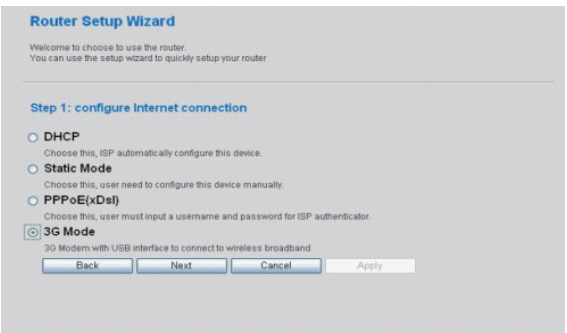 Router Setup Wizard
Welcome to choose to use the router.
You can use the setup wizard to quickly setup your router
Step 1: configure Internet connection
DHCP
Choose this, ISP automatically configure this device.
Static Mode
Choose this, user need to configure this device manually.
PPPoE(xDsl)
Choose this, user must input a username and password for ISP authenticator.
3G Mode
3G Modem with USB interface to connect to wireless broadband
Back Next Cancel Apply